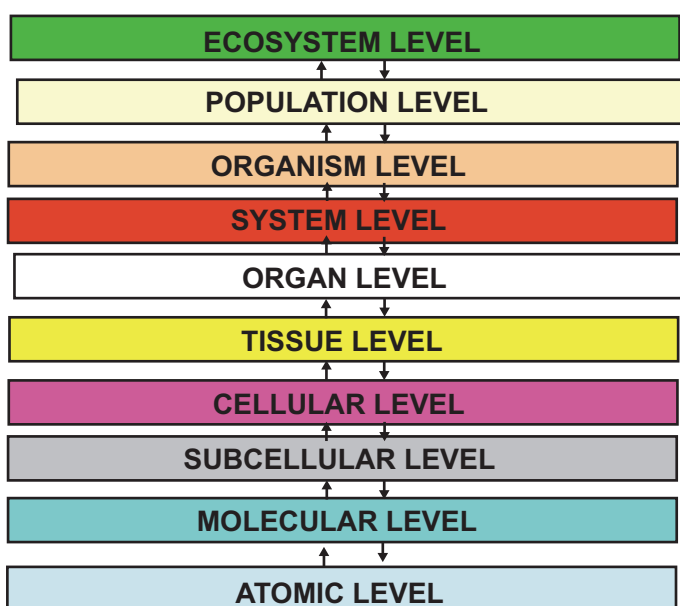 ECOSYSTEM LEVEL
POPULATION LEVEL
ORGANISM LEVEL
SYSTEM LEVEL
ORGAN LEVEL
TISSUE LEVEL
CELLULAR LEVEL
SUBCELLULAR LEVEL
MOLECULAR LEVEL
ATOMIC LEVEL